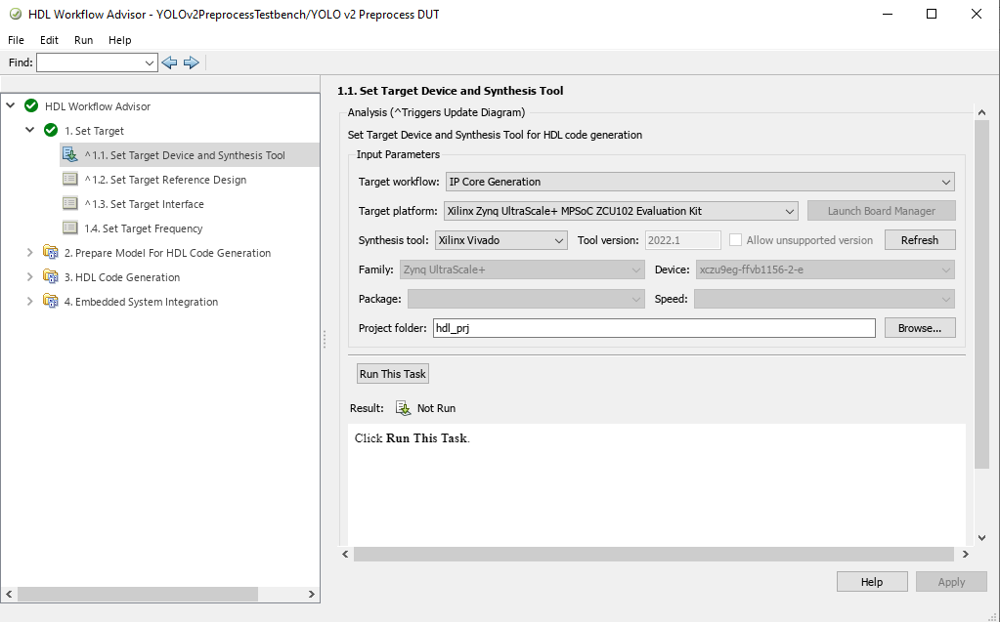 HDL Workflow Advisor - YOLOv2PreprocessTestbench/YOLO v2 Preprocess DUT
File Edit Run Help
Find:
HDL Workflow Advisor
1. Set Target
^1.1. Set Target Device and Synthesis Tool
^1.2. Set Target Reference Design
^1.3. Set Target Interface
1.4. Set Target Frequency
2. Prepare Model For HDL Code Generation
3. HDL Code Generation
4. Embedded System Integration
1.1. Set Target Device and Synthesis Tool
Analysis (^Triggers Update Diagram)
Set Target Device and Synthesis Tool for HDL code generation
Input Parameters
Target workflow: IP Core Generation
Target platform: Xilinx Zynq UltraScale+ MPSoC ZCU102 Evaluation Kit Launch Board Manager
Synthesis tool: Xilinx Vivado Tool version: 2022.1 Allow unsupported version Refresh
Family: Zynq UltraScale+ Device: xczu9eg-ffvb1156-2-e
Package: Speed:
Project folder: hdl_prj Browse...
Run This Task
Result: Not Run
Click Run This Task.
Help Apply